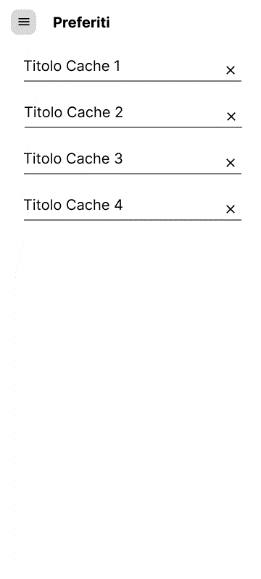 Preferiti
Titolo Cache 1
Titolo Cache 2
Titolo Cache 3
Titolo Cache 4